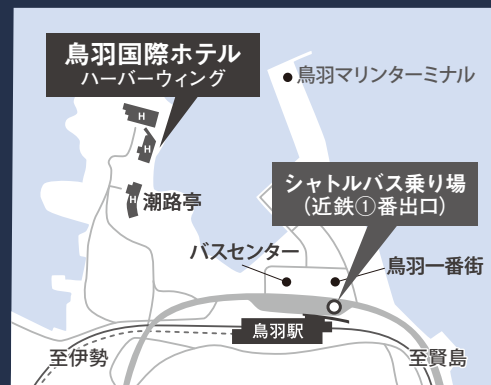 鳥羽国際ホテル
ハーバーウィング
鳥羽マリンターミナル
H
H
H
潮路亭
シャトルバス乗り場
(近鉄①番出口)
バスセンター
鳥羽一番街
鳥羽駅
至伊勢
至賢島